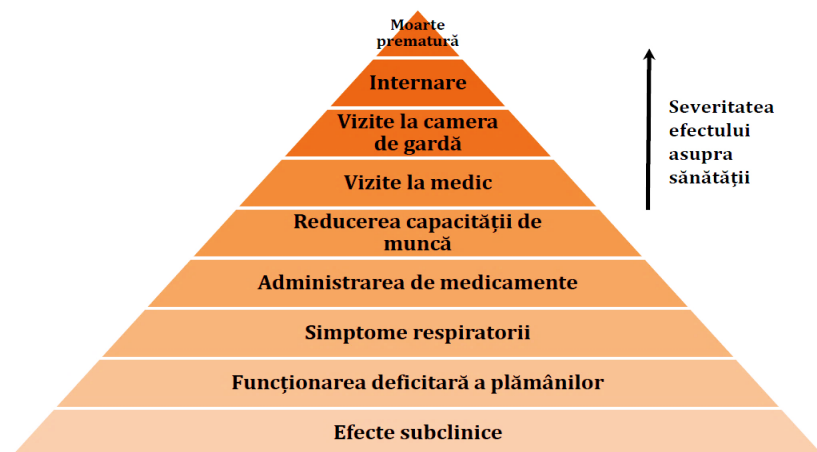 Moarte
prematură
Internare
Vizite la camera
de gardă
Vizite la medic
Reducerea capacității de
muncă
Administrarea de medicamente
Simptome respiratorii
Funcționarea deficitară a plămânilor
Efecte subclinice
Severitatea
efectului
asupra
sănătății